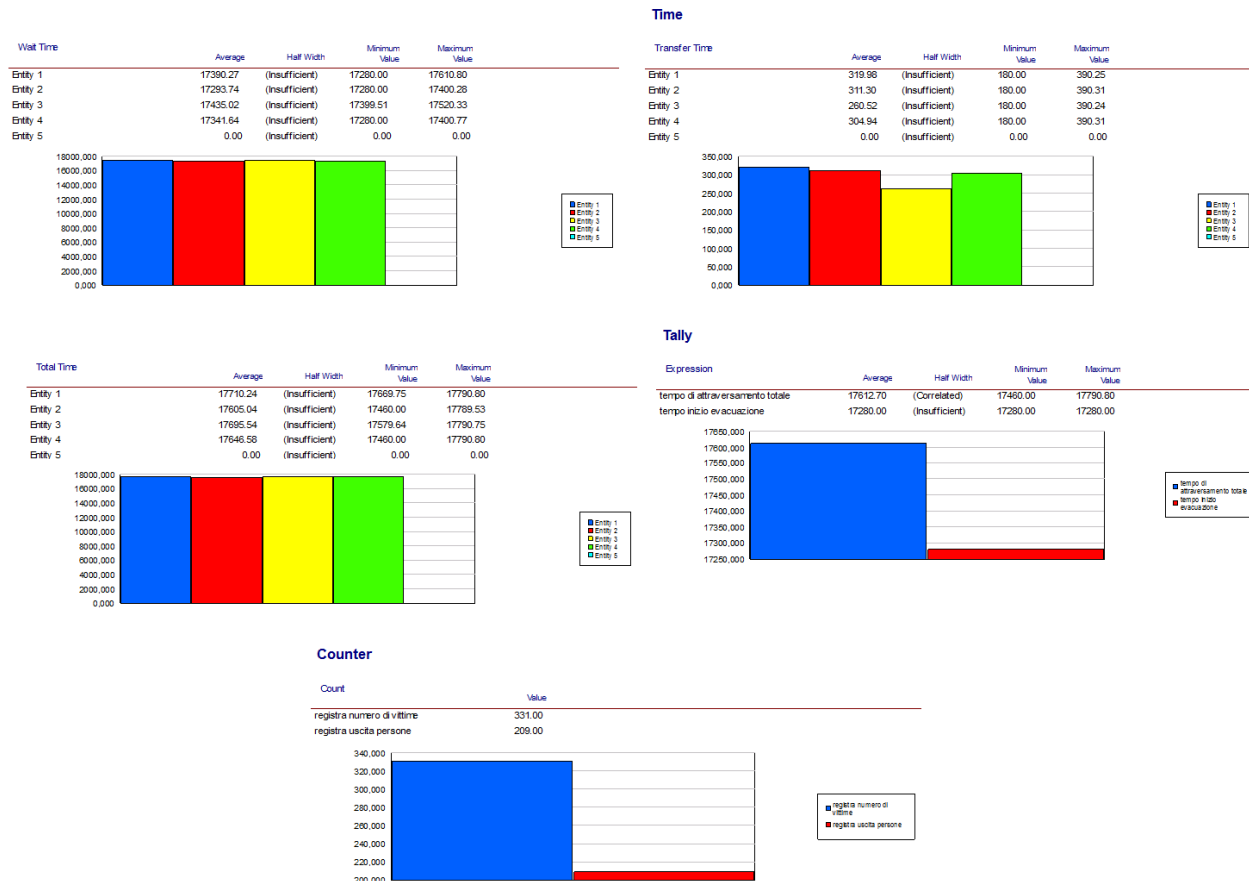 Time
Wait Time
Average Half Width Minimum Value Maximum Value
Entity 1 17390.27 (Insufficient) 17280.00 17610.80
Entity 2 17293.74 (Insufficient) 17280.00 17400.28
Entity 3 17435.02 (Insufficient) 17399.51 17520.33
Entity 4 17341.64 (Insufficient) 17280.00 17400.77
Entity 5 0.00 (Insufficient) 0.00 0.00
18000,000
16000,000
14000,000
12000,000
10000,000
8000,000
6000,000
4000,000
2000,000
0,000
Entity 1
Entity 2
Entity 3
Entity 4
Entity 5
Transfer Time
Average Half Width Minimum Value Maximum Value
Entity 1 319.98 (Insufficient) 180.00 390.25
Entity 2 311.30 (Insufficient) 180.00 390.31
Entity 3 260.52 (Insufficient) 180.00 390.24
Entity 4 304.94 (Insufficient) 180.00 390.31
Entity 5 0.00 (Insufficient) 0.00 0.00
350,000
300,000
250,000
200,000
150,000
100,000
50,000
0,000
Entity 1
Entity 2
Entity 3
Entity 4
Entity 5
Total Time
Average Half Width Minimum Value Maximum Value
Entity 1 17710.24 (Insufficient) 17669.75 17790.80
Entity 2 17605.04 (Insufficient) 17460.00 17789.53
Entity 3 17695.54 (Insufficient) 17579.64 17790.75
Entity 4 17646.58 (Insufficient) 17460.00 17790.80
Entity 5 0.00 (Insufficient) 0.00 0.00
18000,000
16000,000
14000,000
12000,000
10000,000
8000,000
6000,000
4000,000
2000,000
0,000
Entity 1
Entity 2
Entity 3
Entity 4
Entity 5
Tally
Expression
Average Half Width Minimum Value Maximum Value
tempo di attraversamento totale 17612.70 (Correlated) 17460.00 17790.80
tempo inizio evacuazione 17280.00 (Insufficient) 17280.00 17280.00
17650,000
17600,000
17550,000
17500,000
17450,000
17400,000
17350,000
17300,000
17250,000
tempo di
attraversamento totale
tempo inizio
evacuazione
Counter
Count
Value
registra numero di vittime 331.00
registra uscita persone 209.00
340,000
320,000
300,000
280,000
260,000
240,000
220,000
200,000
registra numero di
vittime
registra uscita persone